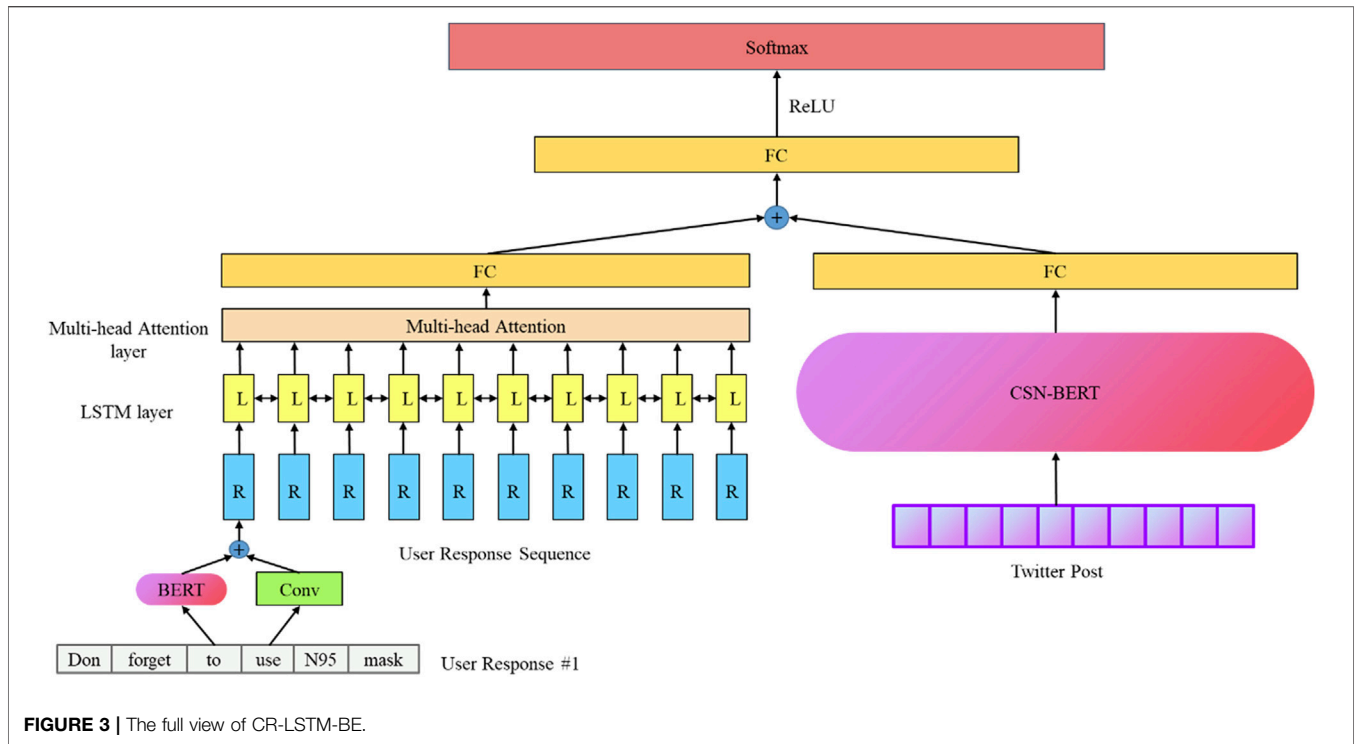 Softmax
ReLU
FC
+
FC
FC
Multi-head Attention
layer
Multi-head Attention
CSN-BERT
LSTM layer
L L L L L L L L L L
R R R R R R R R R R
+
User Response Sequence
Twitter Post
BERT
Conv
Don forget to use N95 mask
User Response #1
FIGURE 3 | The full view of CR-LSTM-BE.